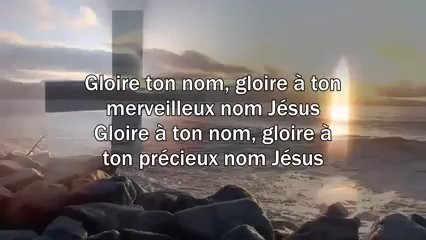 Gloire ton nom, gloire à ton
merveilleux nom Jésus
Gloire à ton nom, gloire à
ton précieux nom Jésus